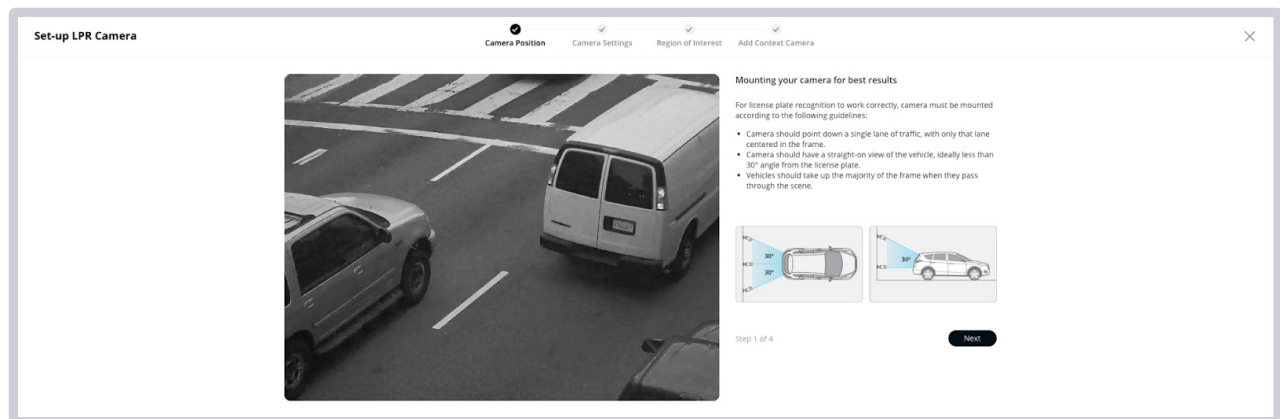 Set-up LPR Camera
Camera Position
Camera Settings
Region of Interest
Add Context Camera
Mounting your camera for best results
For license plate recognition to work correctly, camera must be mounted
according to the following guidelines:
• Camera should point down a single lane of traffic, with only that lane
centered in the frame.
• Camera should have a straight-on view of the vehicle, ideally less than
30° angle from the license plate.
• Vehicles should take up the majority of the frame when they pass
through the scene.
30°
30°
30°
Step 1 of 4
Next